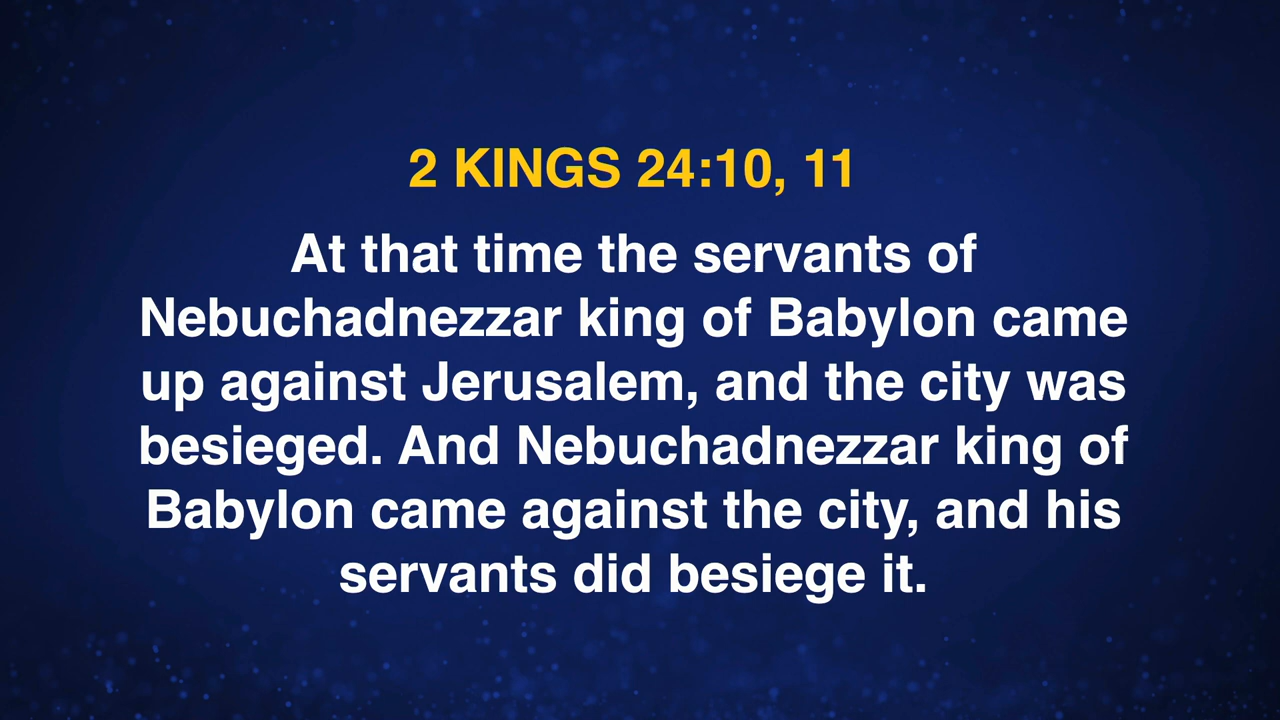 2 KINGS 24:10, 11
At that time the servants of
Nebuchadnezzar king of Babylon came
up against Jerusalem, and the city was
besieged. And Nebuchadnezzar king of
Babylon came against the city, and his
servants did besiege it.